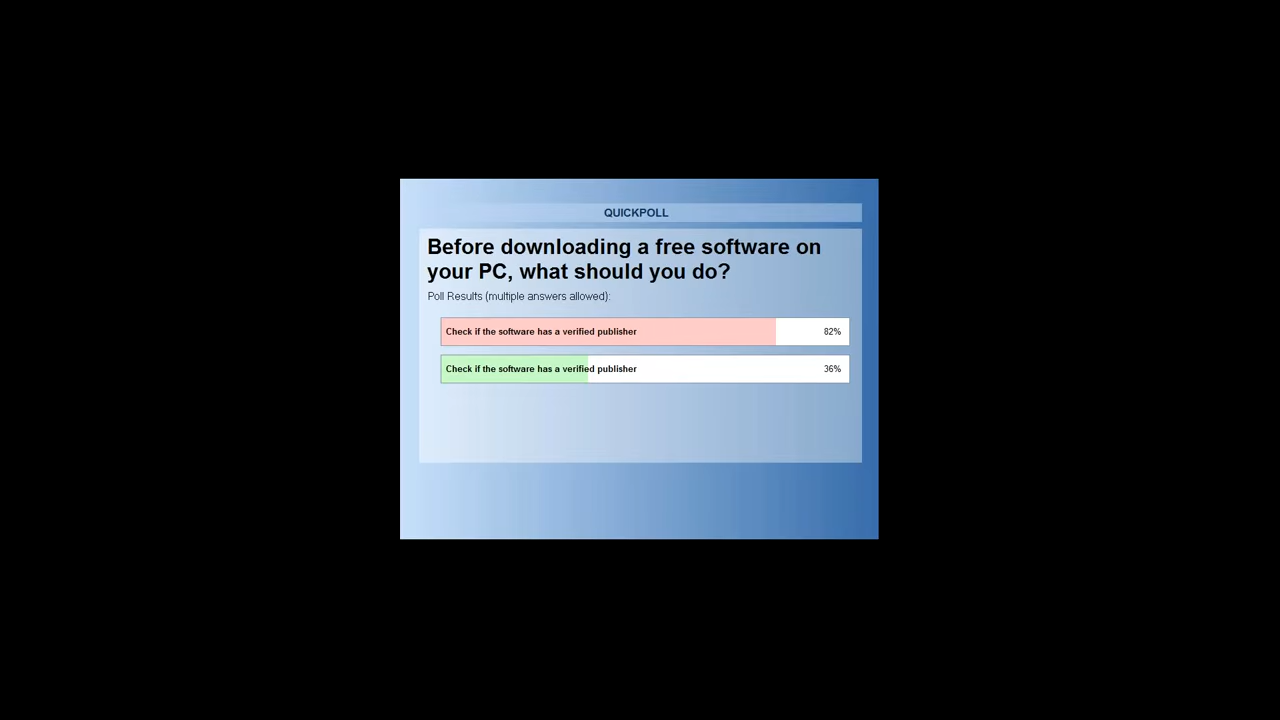 QUICKPOLL
Before downloading a free software on
your PC, what should you do?
Poll Results (multiple answers allowed):
Check if the software has a verified publisher 82%
Check if the software has a verified publisher 36%